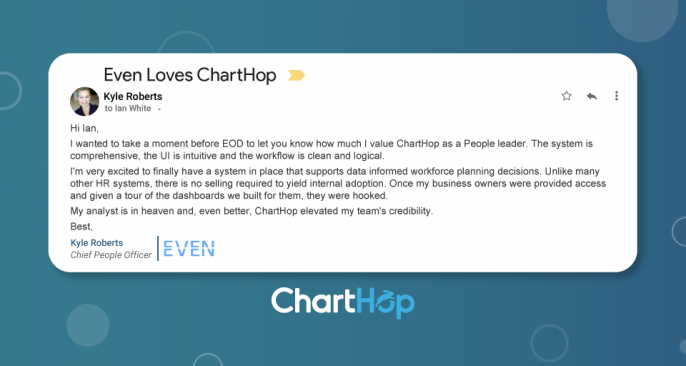 Even Loves ChartHop
Kyle Roberts
to Ian White
Hi Ian,
I wanted to take a moment before EOD to let you know how much I value ChartHop as a People leader. The system is
comprehensive, the UI is intuitive and the workflow is clean and logical.
I'm very excited to finally have a system in place that supports data informed workforce planning decisions. Unlike many
other HR systems, there is no selling required to yield internal adoption. Once my business owners were provided access
and given a tour of the dashboards we built for them, they were hooked.
My analyst is in heaven and, even better, ChartHop elevated my team's credibility.
Best,
Kyle Roberts
Chief People Officer
EVEN
ChartHop